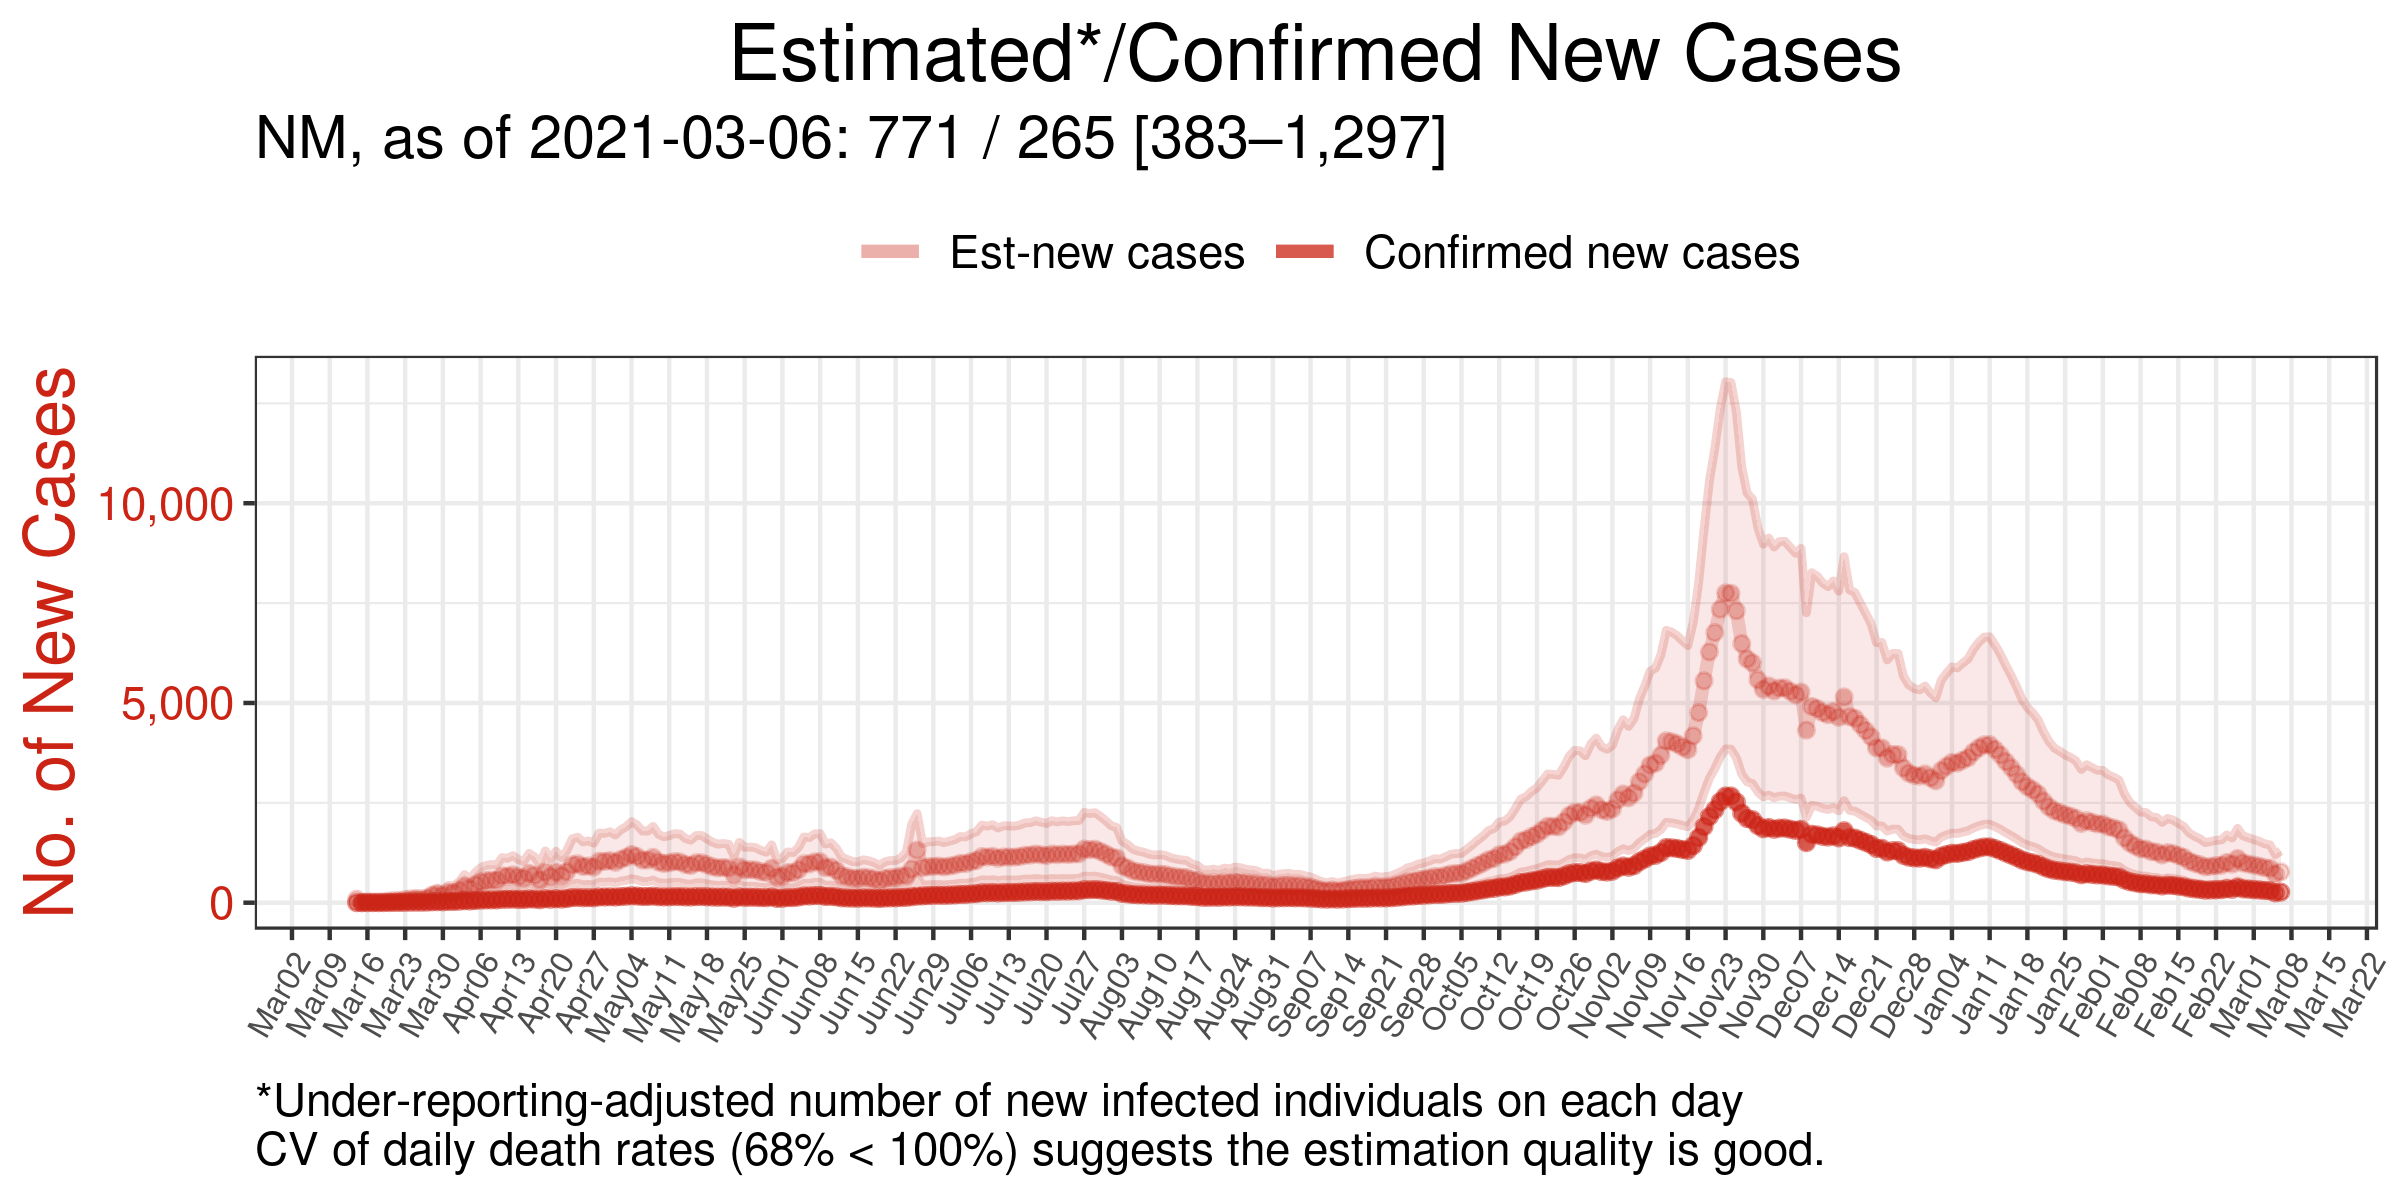 Estimated*/Confirmed New Cases
NM, as of 2021-03-06: 771 / 265 [383–1,297]
Est-new cases
Confirmed new cases
No. of New Cases
10,000
5,000
0
Mar02
Mar09
Mar16
Mar23
Mar30
Apr06
Apr13
Apr20
Apr27
May04
May11
May18
May25
Jun01
Jun08
Jun15
Jun22
Jun29
Jul06
Jul13
Jul20
Jul27
Aug03
Aug10
Aug17
Aug24
Aug31
Sep07
Sep14
Sep21
Sep28
Oct05
Oct12
Oct19
Oct26
Nov02
Nov09
Nov16
Nov23
Nov30
Dec07
Dec14
Dec21
Dec28
Jan04
Jan11
Jan18
Jan25
Feb01
Feb08
Feb15
Feb22
Mar01
Mar08
Mar15
Mar22
*Under-reporting-adjusted number of new infected individuals on each day
CV of daily death rates (68% < 100%) suggests the estimation quality is good.